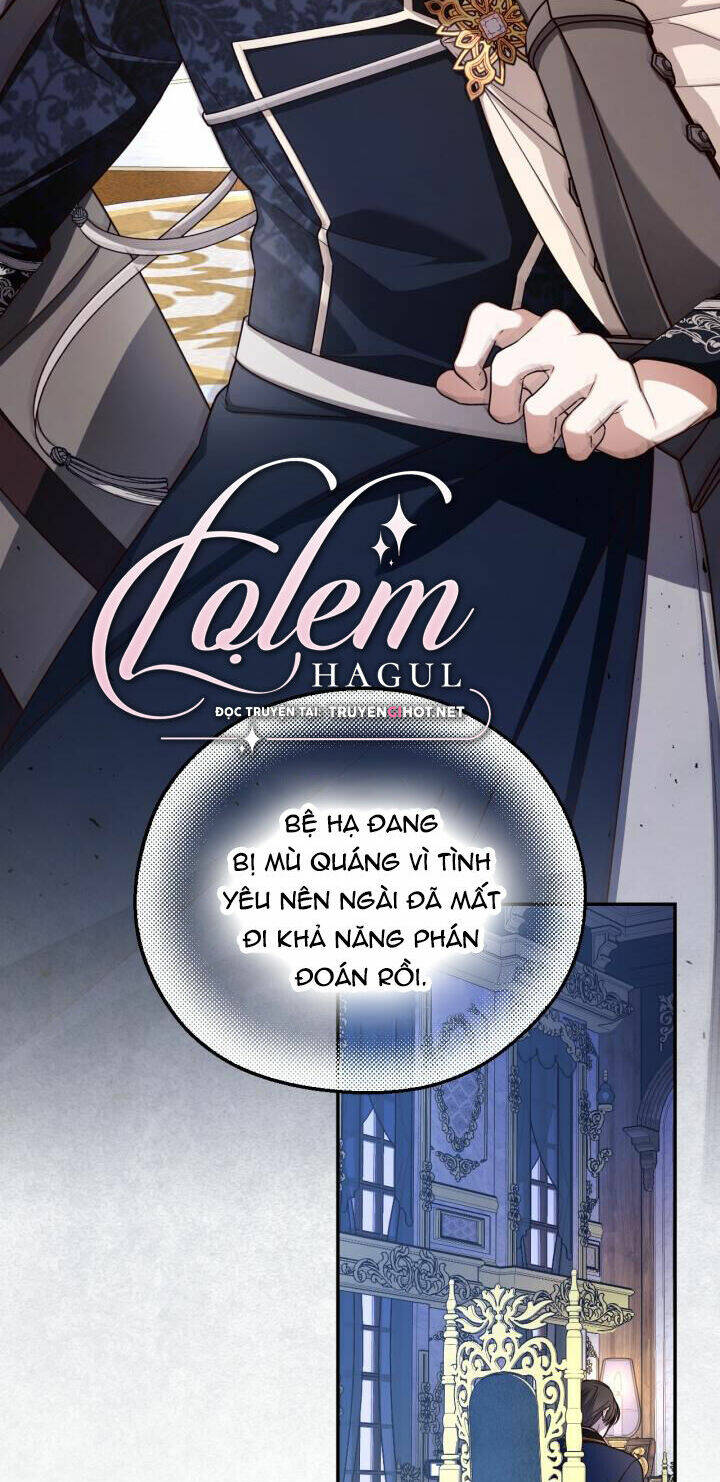 Lọlem
HAGUL
ĐỌC TRUYỆN TẠI: TRUYENGIHOT.NET
BỆ HẠ ĐANG
BỊ MÙ QUÁNG VÌ TÌNH
YÊU NÊN NGÀI ĐÃ MẤT
ĐI KHẢ NĂNG PHÁN
ĐOÁN RỒI.